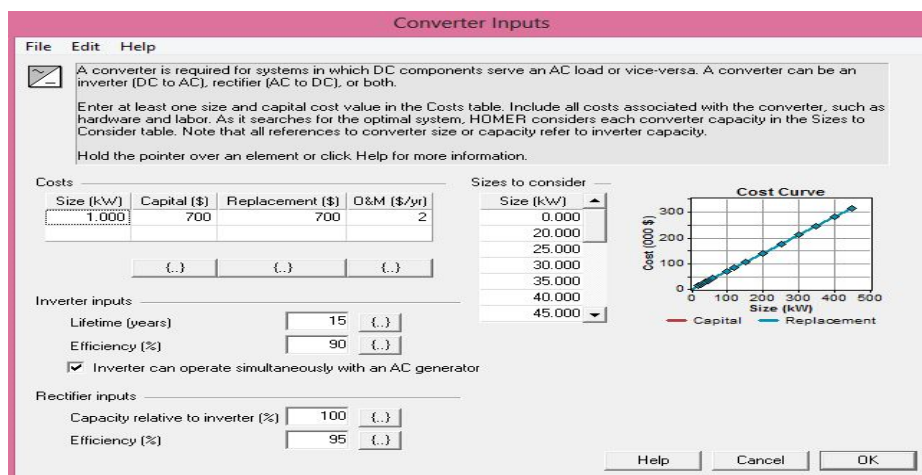 Converter Inputs
File Edit Help
A converter is required for systems in which DC components serve an AC load or vice-versa. A converter can be an
inverter (DC to AC), rectifier (AC to DC), or both.
Enter at least one size and capital cost value in the Costs table. Include all costs associated with the converter, such as
hardware and labor. As it searches for the optimal system, HOMER considers each converter capacity in the Sizes to
Consider table. Note that all references to converter size or capacity refer to inverter capacity.
Hold the pointer over an element or click Help for more information.
Costs
Size (kW) Capital ($) Replacement ($) O&M ($/yr)
1.000 700 700 2
{..} {..} {..}
Sizes to consider
Size (kW)
0.000
20.000
25.000
30.000
35.000
40.000
45.000
Cost Curve
Cost (000 $)
300
200
100
0
0 100 200 300 400 500
Size (kW)
Capital Replacement
Inverter inputs
Lifetime (years) 15 {..}
Efficiency (%) 90 {..}
Inverter can operate simultaneously with an AC generator
Rectifier inputs
Capacity relative to inverter (%) 100 {..}
Efficiency (%) 95 {..}
Help Cancel OK